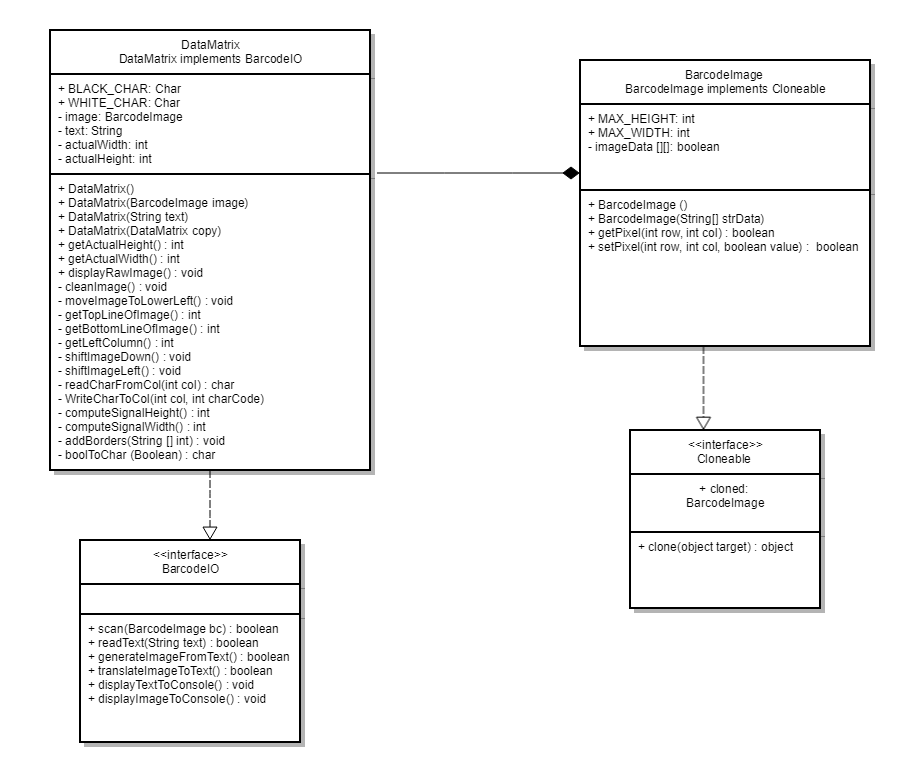 DataMatrix
DataMatrix implements BarcodeIO
+ BLACK_CHAR: Char
+ WHITE_CHAR: Char
- image: BarcodeImage
- text: String
- actualWidth: int
- actualHeight: int
+ DataMatrix()
+ DataMatrix(BarcodeImage image)
+ DataMatrix(String text)
+ DataMatrix(DataMatrix copy)
+ getActualHeight() : int
+ getActualWidth() : int
+ displayRawImage() : void
- cleanImage() : void
- moveImageToLowerLeft() : void
- getTopLineOfImage() : int
- getBottomLineOfImage() : int
- getLeftColumn() : int
- shiftImageDown() : void
- shiftImageLeft() : void
- readCharFromCol(int col) : char
- WriteCharToCol(int col, int charCode)
- computeSignalHeight() : int
- computeSignalWidth() : int
- addBorders(String [] int) : void
- boolToChar (Boolean) : char
BarcodeImage
BarcodeImage implements Cloneable
+ MAX_HEIGHT: int
+ MAX_WIDTH: int
- imageData [][]: boolean
+ BarcodeImage ()
+ BarcodeImage(String[] strData)
+ getPixel(int row, int col) : boolean
+ setPixel(int row, int col, boolean value) : boolean
<<interface>>
Cloneable
+ cloned:
BarcodeImage
+ clone(object target) : object
<<interface>>
BarcodeIO
+ scan(BarcodeImage bc) : boolean
+ readText(String text) : boolean
+ generateImageFromText() : boolean
+ translateImageToText() : boolean
+ displayTextToConsole() : void
+ displayImageToConsole() : void